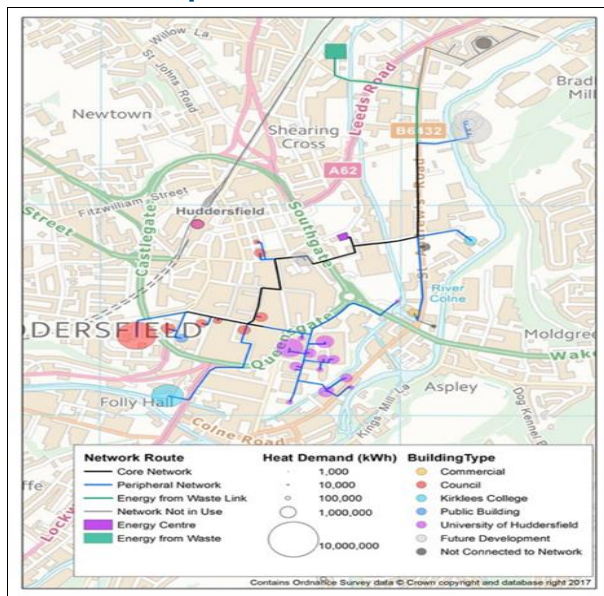 Willow La
St Johns Road
Leeds Road
Newtown
Shearing
Cross
Bradl
Mill
B6432
A62
Fitzwilliam Street
Huddersfield
Street
Castlegate
Southgate
St Andrew's Road
River
Colne
DDERSFIELD
Queensgate
Moldgree
Wake
Aspley
Folly Hall
Colne Road
Kings Mill La
Dog Kennel B
ffe
Lockw
Network Route
Core Network
Peripheral Network
Energy from Waste Link
Network Not in Use
Energy Centre
Energy from Waste
Heat Demand (kWh)
1,000
10,000
100,000
1,000,000
10,000,000
BuildingType
Commercial
Council
Kirklees College
Public Building
University of Huddersfield
Future Development
Not Connected to Network
Contains Ordnance Survey data © Crown copyright and database right 2017